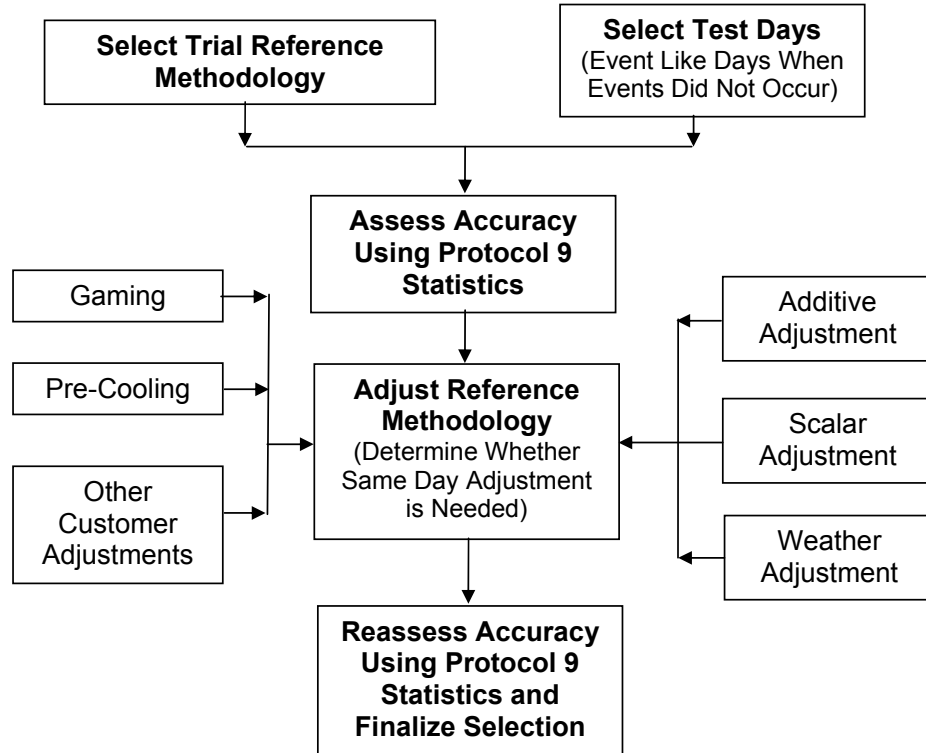 Select Trial Reference
Methodology
Select Test Days
(Event Like Days When
Events Did Not Occur)
Assess Accuracy
Using Protocol 9
Statistics
Gaming
Pre-Cooling
Other
Customer
Adjustments
Adjust Reference
Methodology
(Determine Whether
Same Day Adjustment
is Needed)
Additive
Adjustment
Scalar
Adjustment
Weather
Adjustment
Reassess Accuracy
Using Protocol 9
Statistics and
Finalize Selection